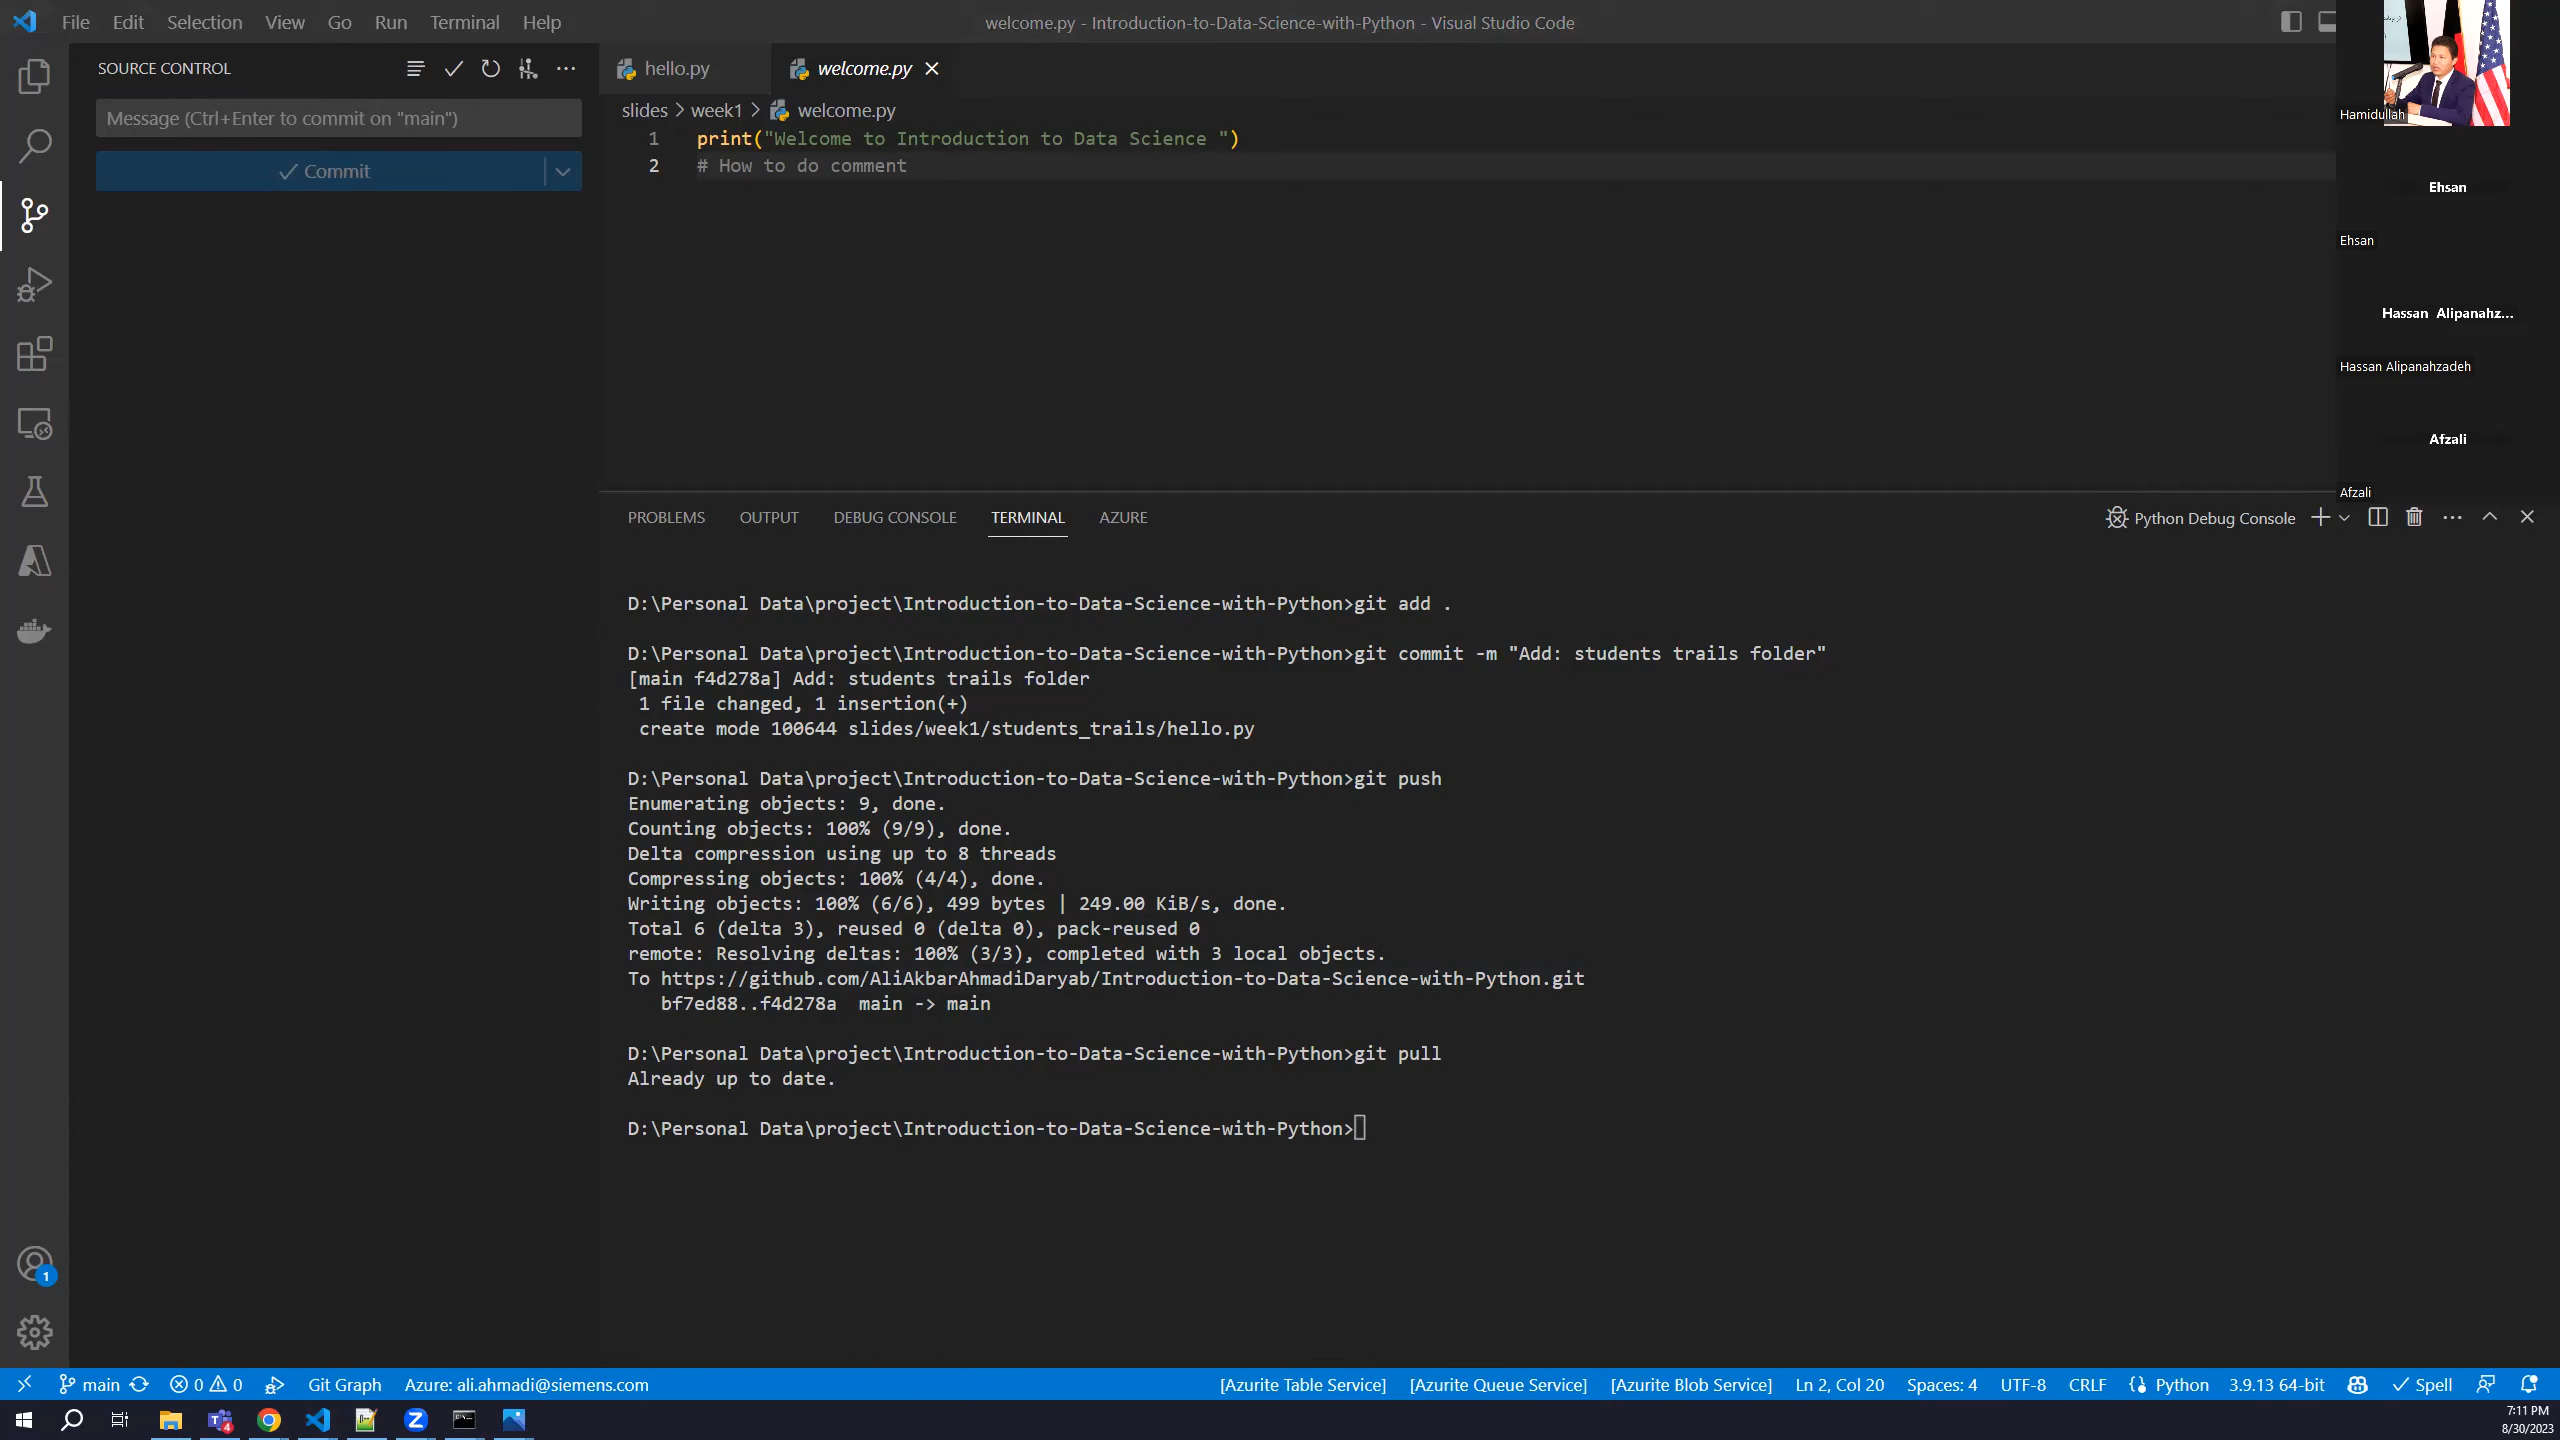 File Edit Selection View Go Run Terminal Help
welcome.py - Introduction-to-Data-Science-with-Python - Visual Studio Code
SOURCE CONTROL
Message (Ctrl+Enter to commit on "main")
Commit
hello.py
welcome.py
slides > week1 > welcome.py
1 print("Welcome to Introduction to Data Science ")
2 # How to do comment
Hamidullah
Ehsan
Ehsan
Hassan Alipanahz...
Hassan Alipanahzadeh
Afzali
Afzali
PROBLEMS OUTPUT DEBUG CONSOLE TERMINAL AZURE
Python Debug Console
D:\Personal Data\project\Introduction-to-Data-Science-with-Python>git add .
D:\Personal Data\project\Introduction-to-Data-Science-with-Python>git commit -m "Add: students trails folder"
[main f4d278a] Add: students trails folder
1 file changed, 1 insertion(+)
create mode 100644 slides/week1/students_trails/hello.py
D:\Personal Data\project\Introduction-to-Data-Science-with-Python>git push
Enumerating objects: 9, done.
Counting objects: 100% (9/9), done.
Delta compression using up to 8 threads
Compressing objects: 100% (4/4), done.
Writing objects: 100% (6/6), 499 bytes | 249.00 KiB/s, done.
Total 6 (delta 3), reused 0 (delta 0), pack-reused 0
remote: Resolving deltas: 100% (3/3), completed with 3 local objects.
To https://github.com/AliAkbarAhmadiDaryab/Introduction-to-Data-Science-with-Python.git
bf7ed88..f4d278a main -> main
D:\Personal Data\project\Introduction-to-Data-Science-with-Python>git pull
Already up to date.
D:\Personal Data\project\Introduction-to-Data-Science-with-Python>
1
main 0 0 Git Graph Azure: ali.ahmadi@siemens.com [Azurite Table Service] [Azurite Queue Service] [Azurite Blob Service] Ln 2, Col 20 Spaces: 4 UTF-8 CRLF Python 3.9.13 64-bit Spell
4
7:11 PM
8/30/2023